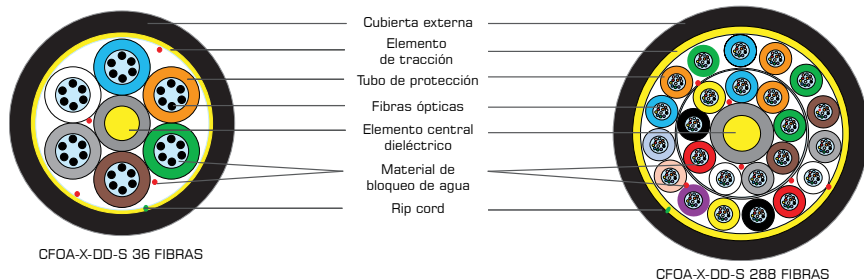 Cubierta externa
Elemento
de tracción
Tubo de protección
Fibras ópticas
Elemento central
dieléctrico
Material de
bloqueo de agua
Rip cord
CFOA-X-DD-S 36 FIBRAS
CFOA-X-DD-S 288 FIBRAS